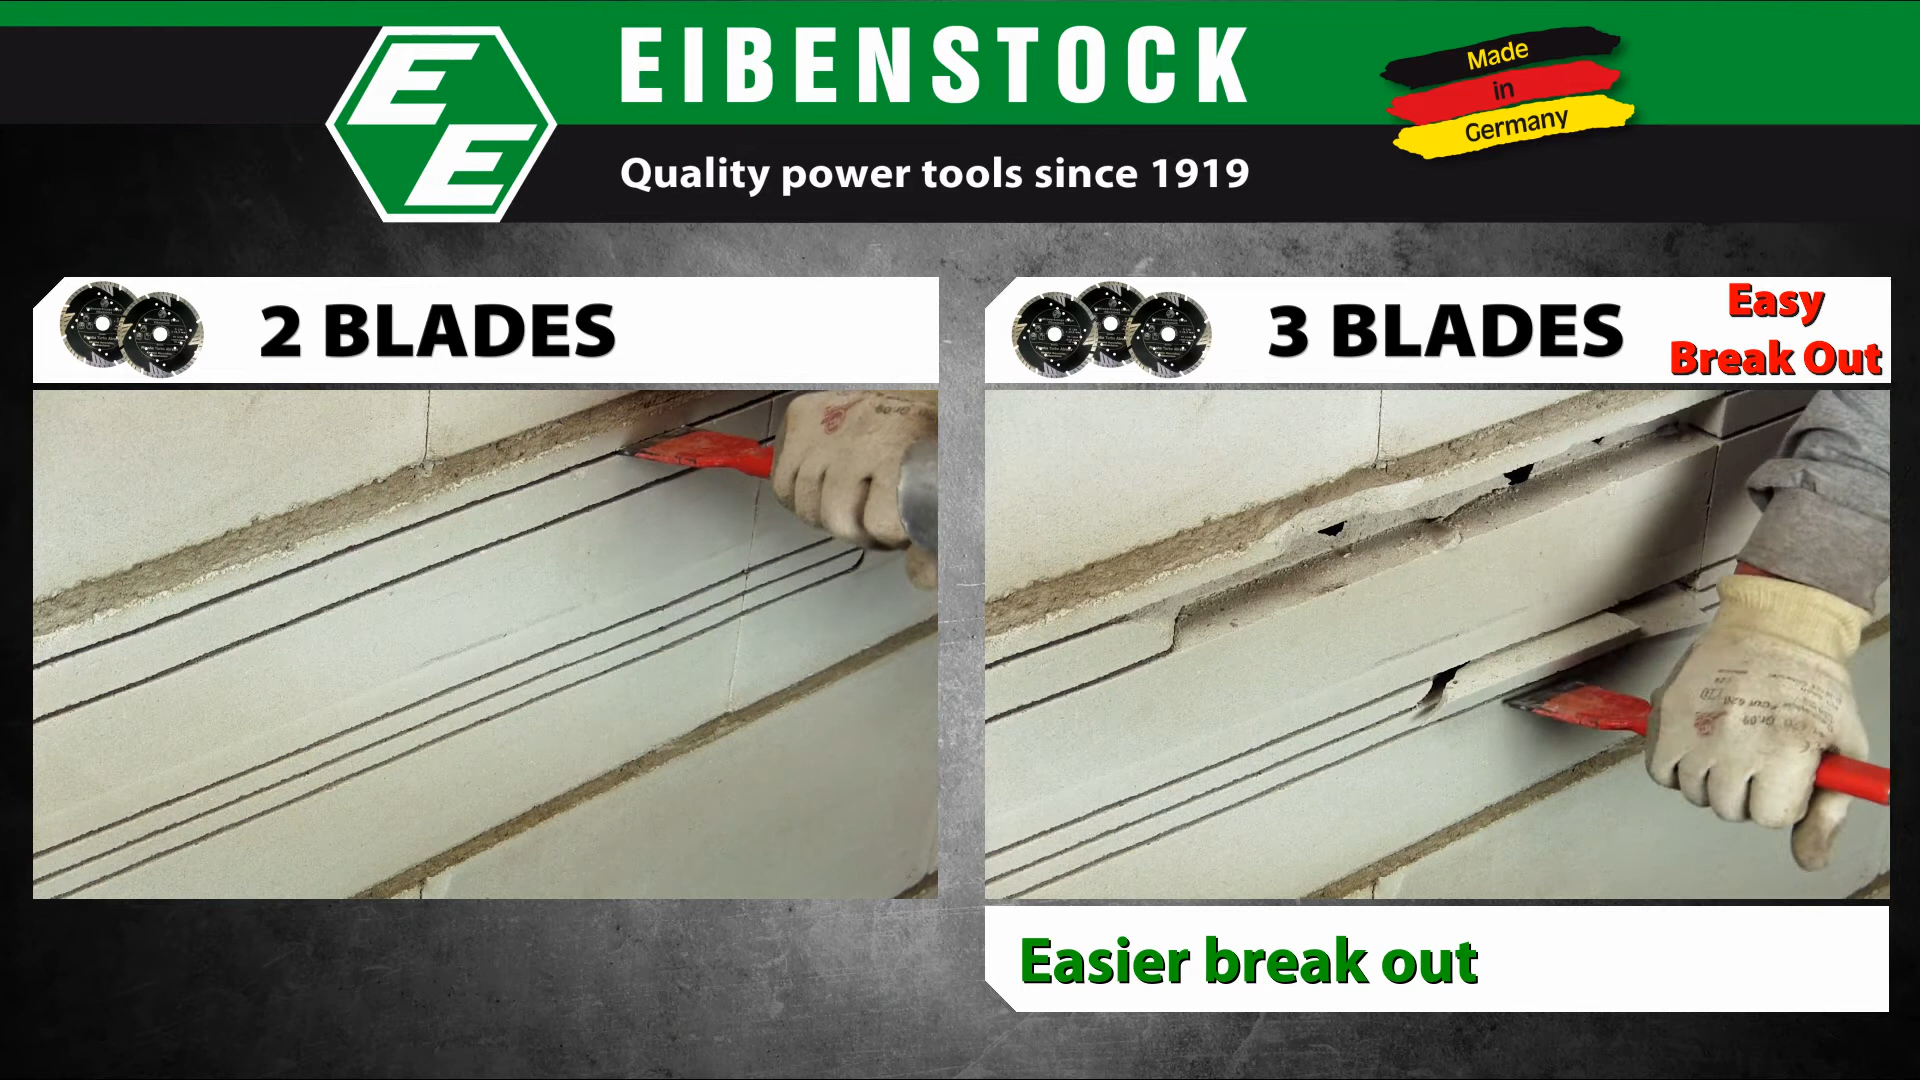 E
E
EIBENSTOCK
Quality power tools since 1919
Made
in
Germany
2 BLADES
3 BLADES
Easy
Break Out
Easier break out